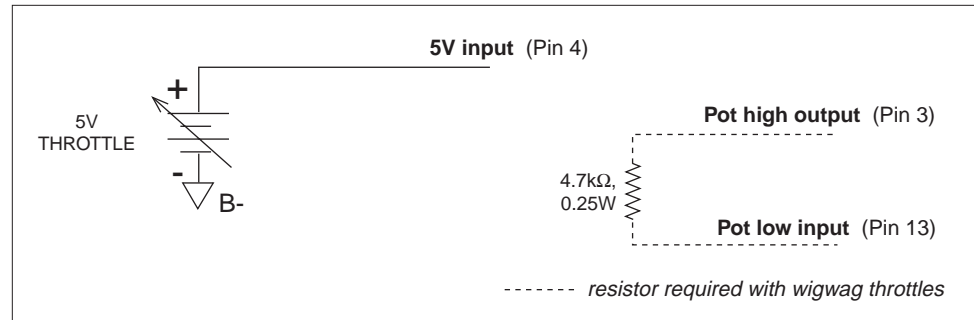 5V input (Pin 4)
+
5V
THROTTLE
-
B-
Pot high output (Pin 3)
4.7kΩ,
0.25W
Pot low input (Pin 13)
resistor required with wigwag throttles